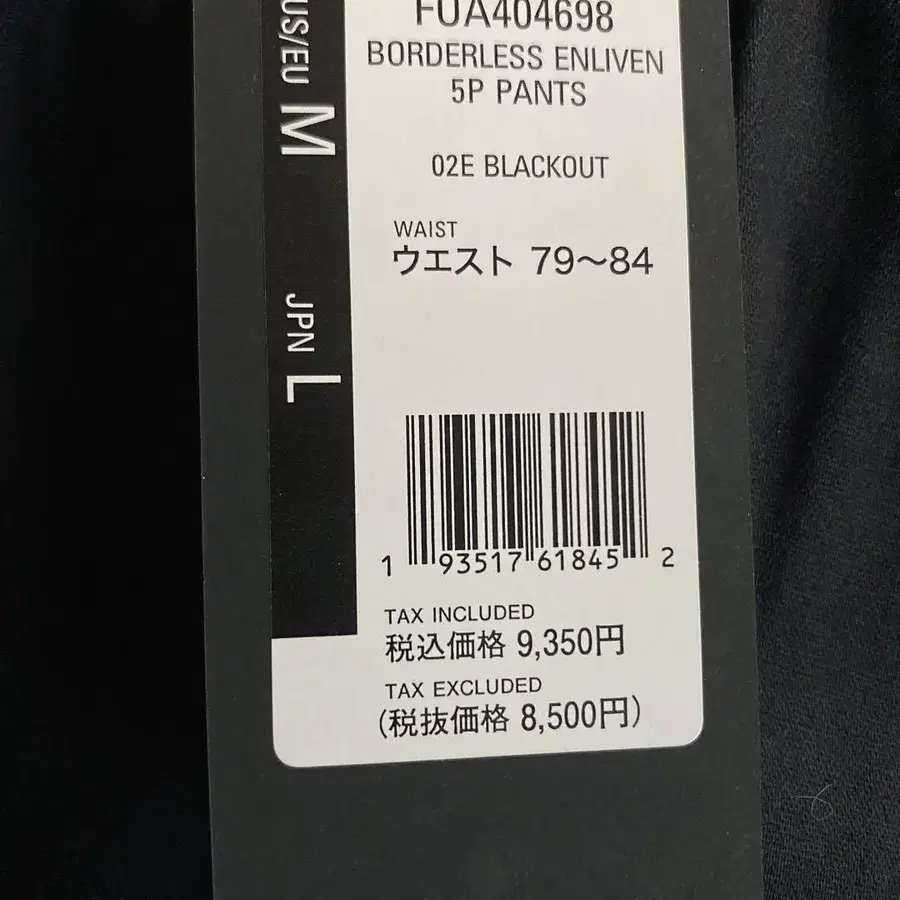 FOA404698
BORDERLESS ENLIVEN
5P PANTS
02E BLACKOUT
WAIST
ウエスト 79〜84
US/EU M
JPN L
1 93517 61845 2
TAX INCLUDED
税込価格 9,350円
TAX EXCLUDED
(税抜価格 8,500円)